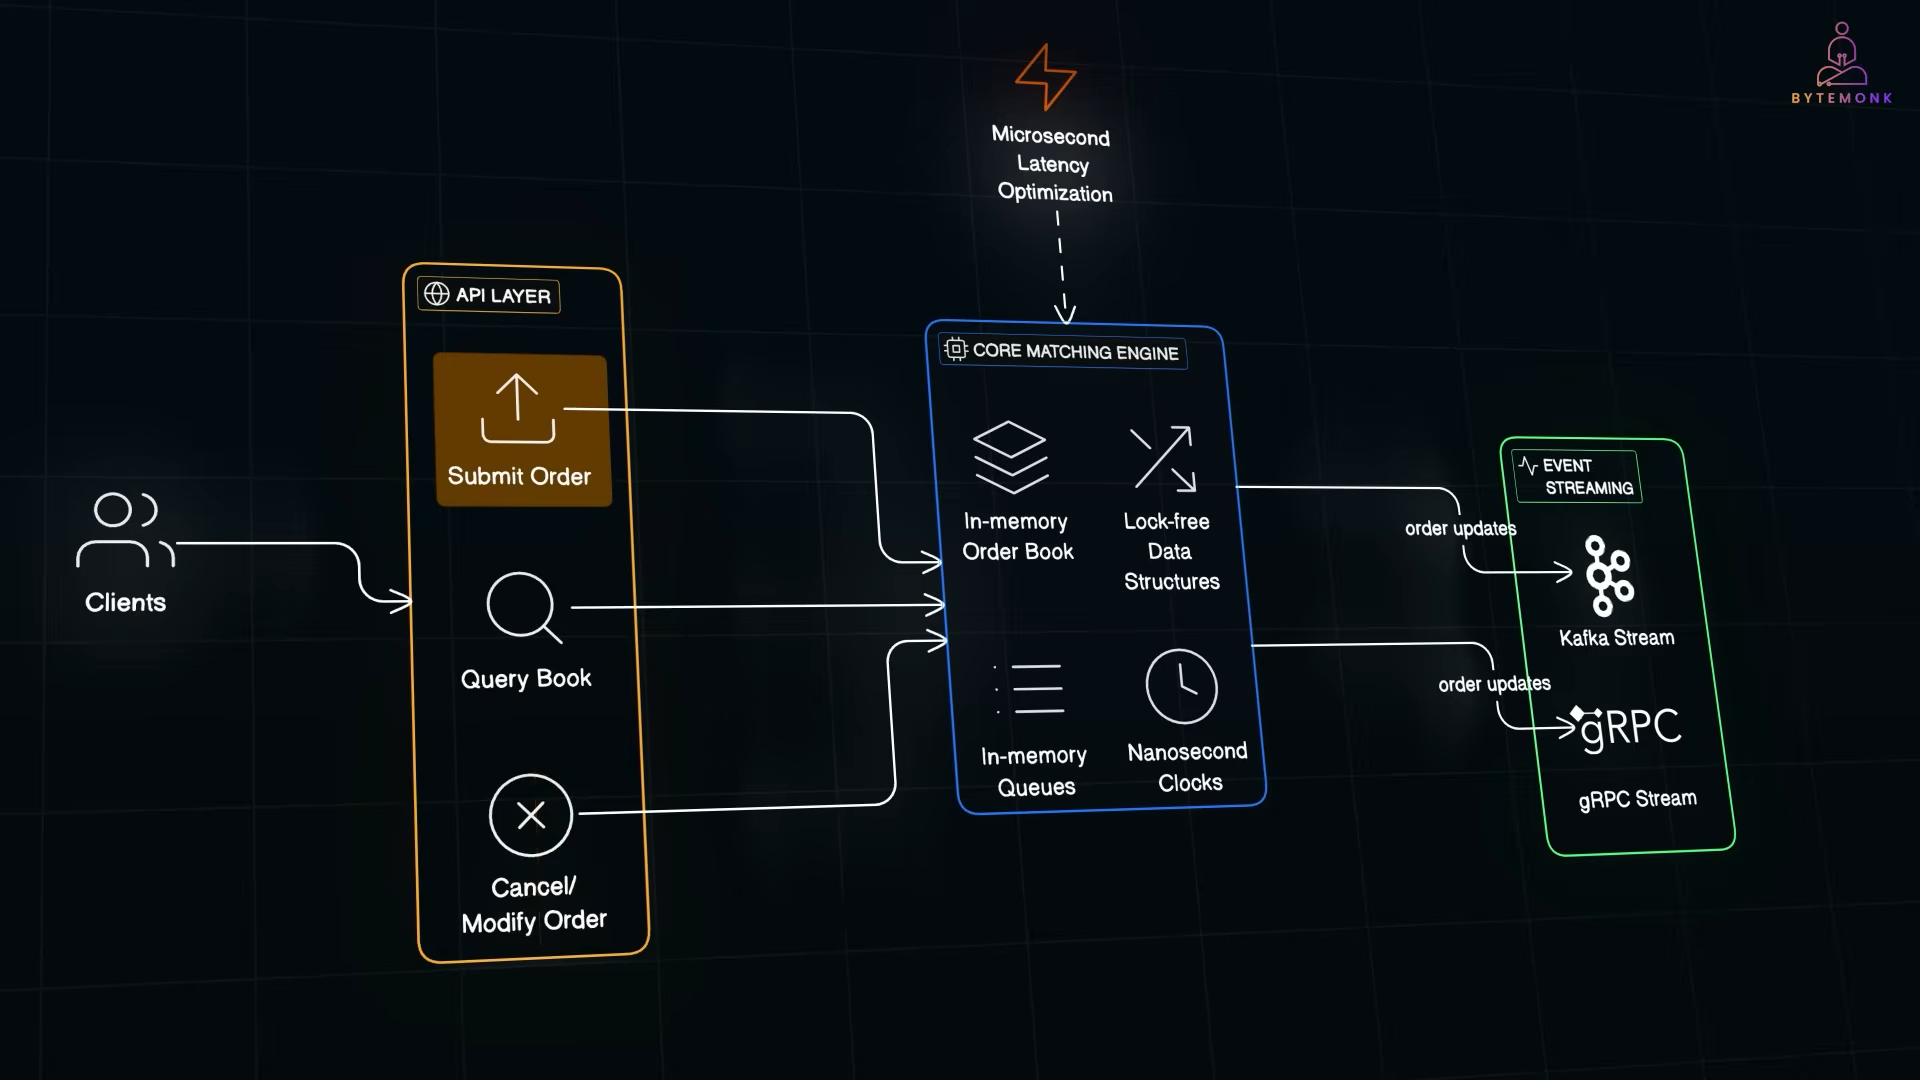 BYTEMONK
Microsecond
Latency
Optimization
API LAYER
Submit Order
Query Book
Cancel/
Modify Order
Clients
CORE MATCHING ENGINE
In-memory
Order Book
Lock-free
Data
Structures
In-memory
Queues
Nanosecond
Clocks
order updates
order updates
EVENT
STREAMING
Kafka Stream
gRPC
gRPC Stream